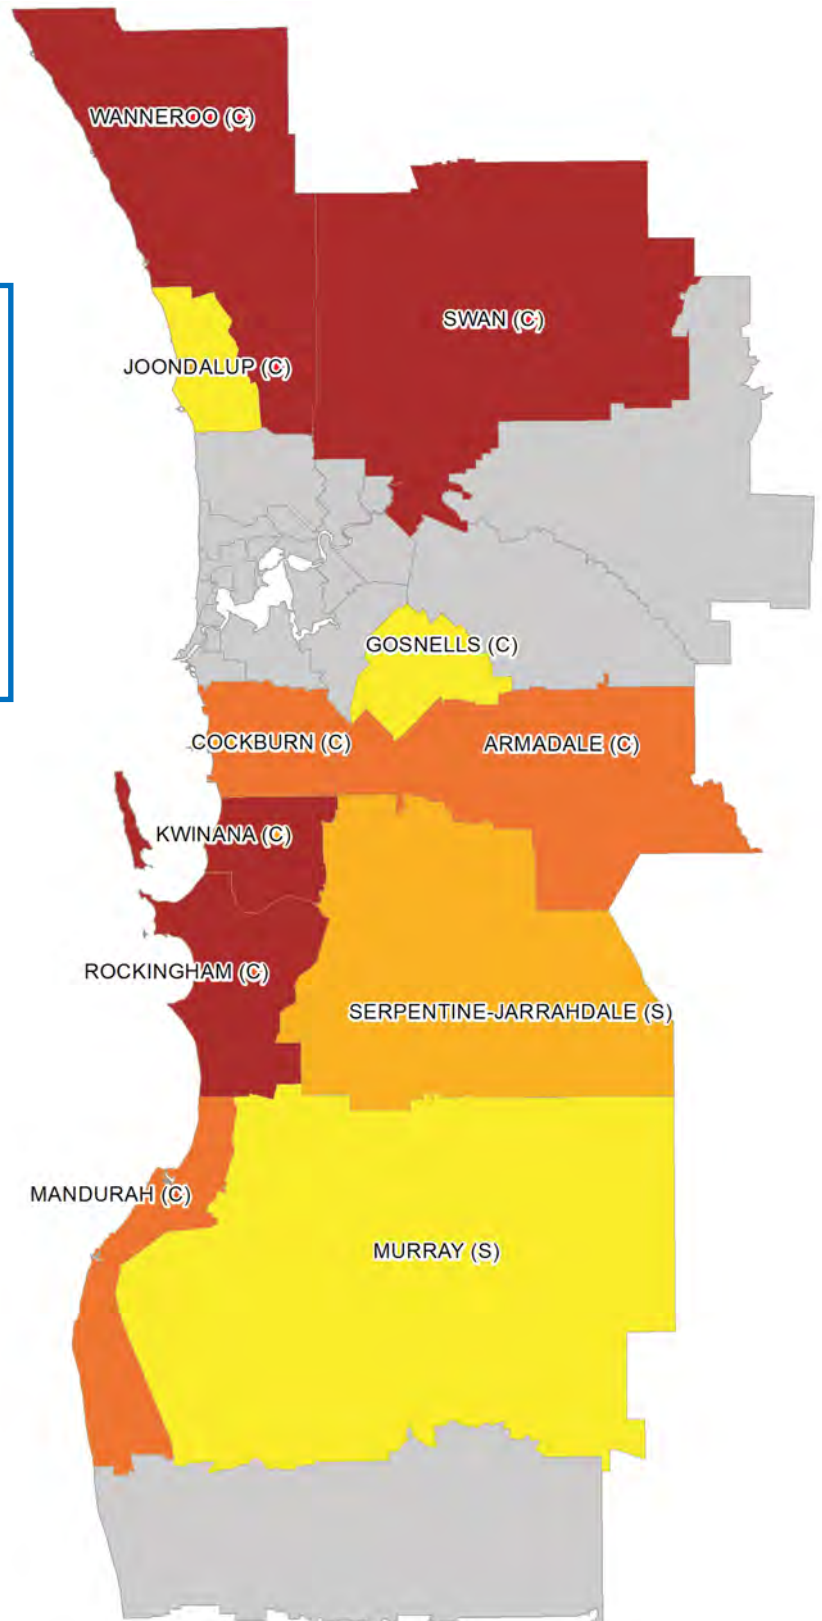 WANNEROO (C)
SWAN (C)
JOONDALUP (C)
GOSNELLS (C)
COCKBURN (C)
ARMADALE (C)
KWINANA (C)
ROCKINGHAM (C)
SERPENTINE-JARRAHDALE (S)
MANDURAH (C)
MURRAY (S)